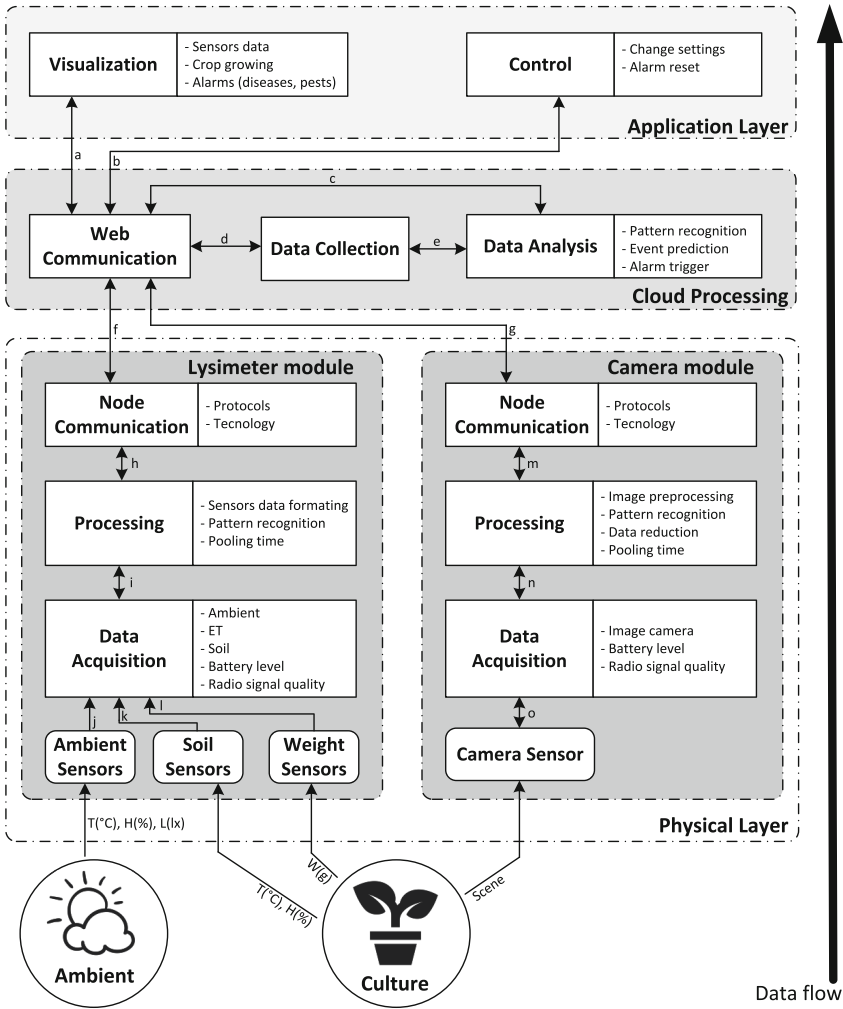 Visualization
- Sensors data
- Crop growing
- Alarms (diseases, pests)
Control
- Change settings
- Alarm reset
Application Layer
a
b
c
Web
Communication
d
Data Collection
e
Data Analysis
- Pattern recognition
- Event prediction
- Alarm trigger
Cloud Processing
f
g
Lysimeter module
Node
Communication
- Protocols
- Tecnology
h
Processing
- Sensors data formating
- Pattern recognition
- Pooling time
i
Data
Acquisition
- Ambient
- ET
- Soil
- Battery level
- Radio signal quality
j
k
l
Ambient
Sensors
Soil
Sensors
Weight
Sensors
Camera module
Node
Communication
- Protocols
- Tecnology
m
Processing
- Image preprocessing
- Pattern recognition
- Data reduction
- Pooling time
n
Data
Acquisition
- Image camera
- Battery level
- Radio signal quality
o
Camera Sensor
Physical Layer
T(°C), H(%), L(lx)
T(°C), H(%)
W(g)
Scene
Ambient
Culture
Data flow